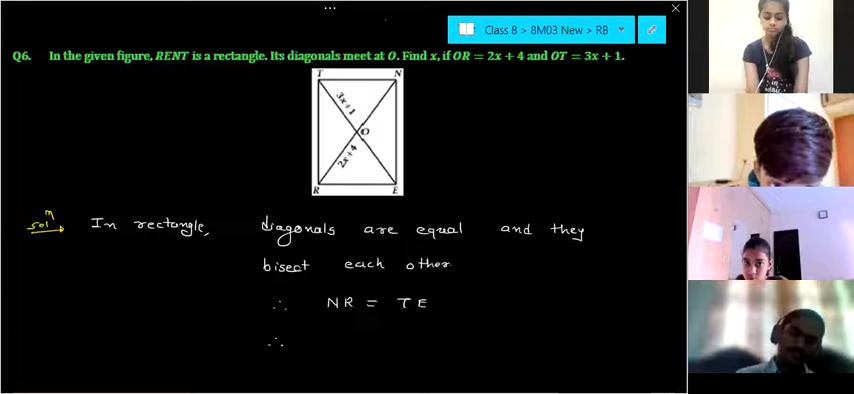 Class 8 > 8M03 New > RB
Q6. In the given figure, RENT is a rectangle. Its diagonals meet at O. Find x, if OR = 2x + 4 and OT = 3x + 1.
T N
3x+1
O
2x+4
R E
Solⁿ In rectangle, diagonals are equal and they
bisect each other
∴ NR = TE
∴